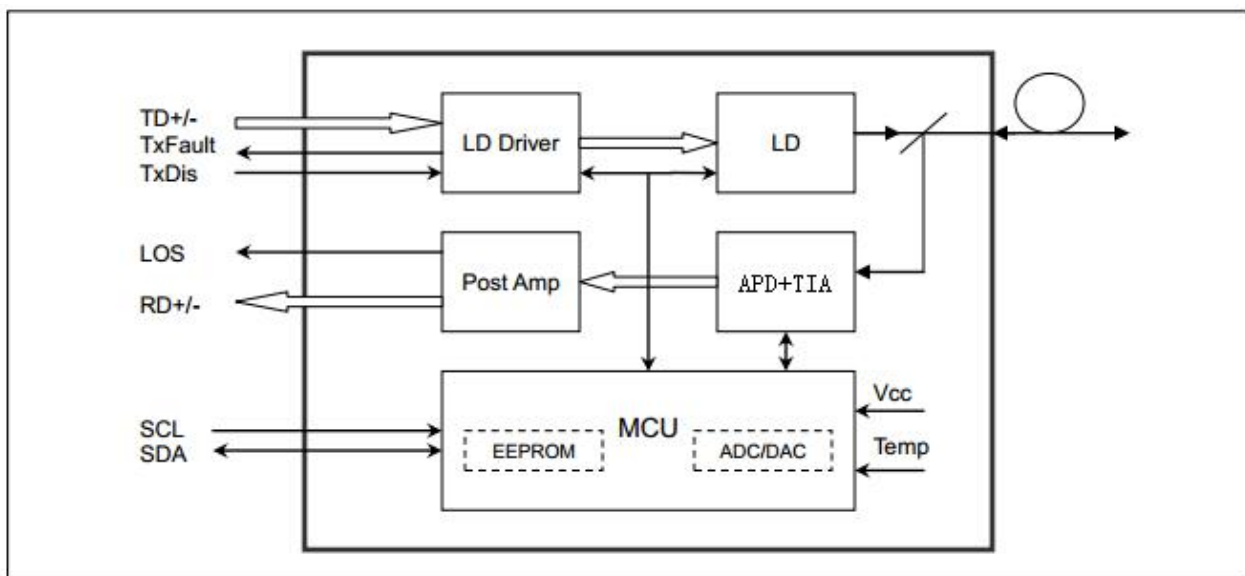 TD+/-
TxFault
TxDis
LD Driver
LD
LOS
RD+/-
Post Amp
APD+TIA
SCL
SDA
MCU
EEPROM
ADC/DAC
Vcc
Temp